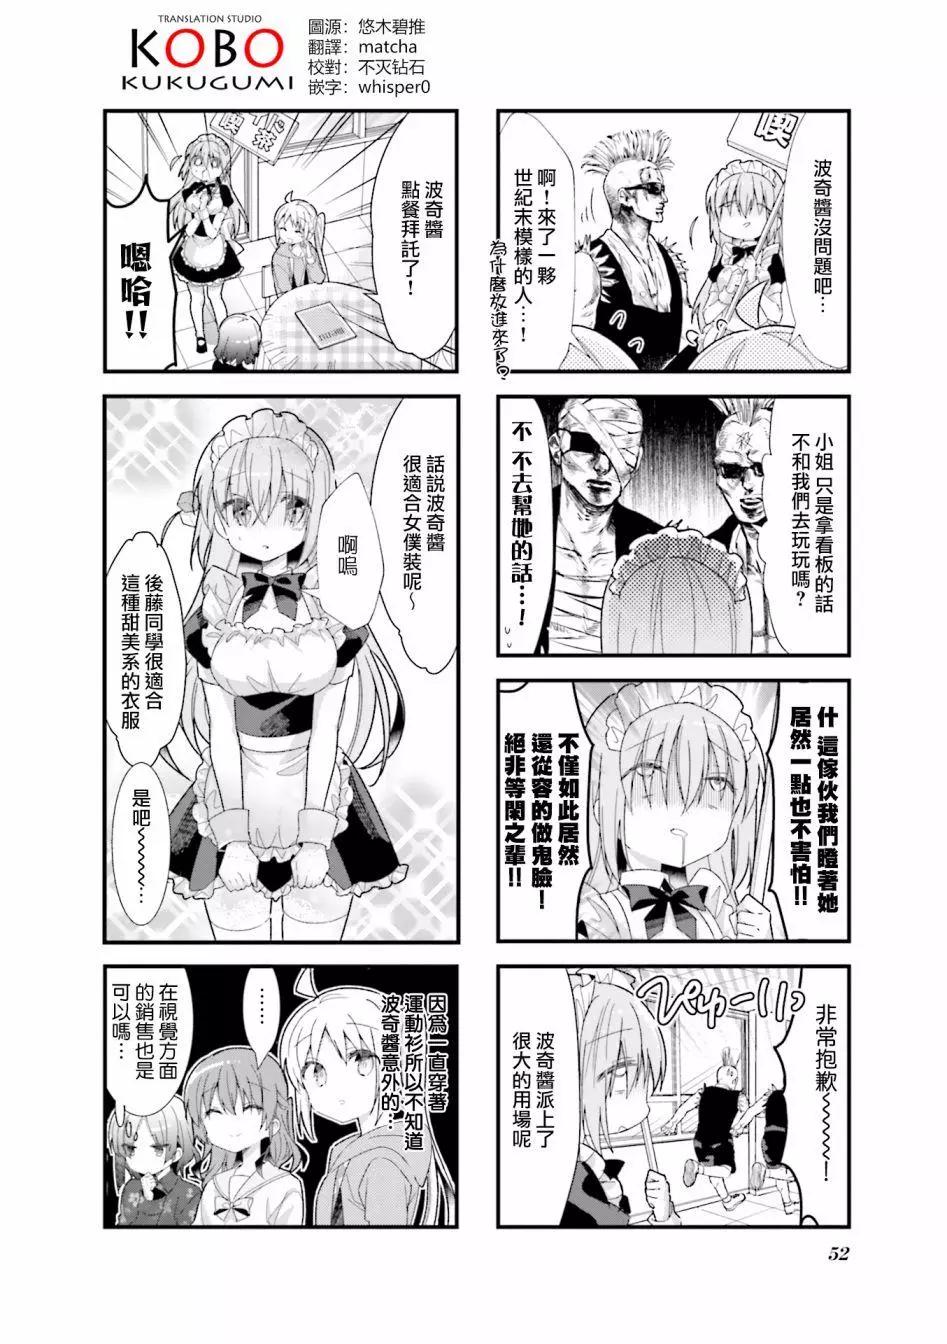 TRANSLATION STUDIO
KOBO
KUKUGUMI
圖源：悠木碧推
翻譯：matcha
校對：不灭钻石
嵌字：whisper0
喫
波奇醬沒問題吧…
啊！來了一夥
世紀末模樣的人…！
為什麼放進來了？
小姐 只是拿看板的話
不和我們去玩玩嗎？
不 不去幫她的話…！
什 這傢伙我們瞪著她
居然一點也不害怕!!
不僅如此居然
還從容的做鬼臉！
絕非等閑之輩!!
非常抱歉～～～！
波奇醬派上了
很大的用場呢
イド
喫茶
波奇醬
點餐拜託了！
嗯哈!!
話説波奇醬
很適合女僕裝呢～
啊嗚
後藤同學很適合
這種甜美系的衣服
是吧～～～…
因為一直穿著
運動衫所以不知道
波奇醬意外的…
……
在視覺方面
的銷售也是
可以嗎…
52